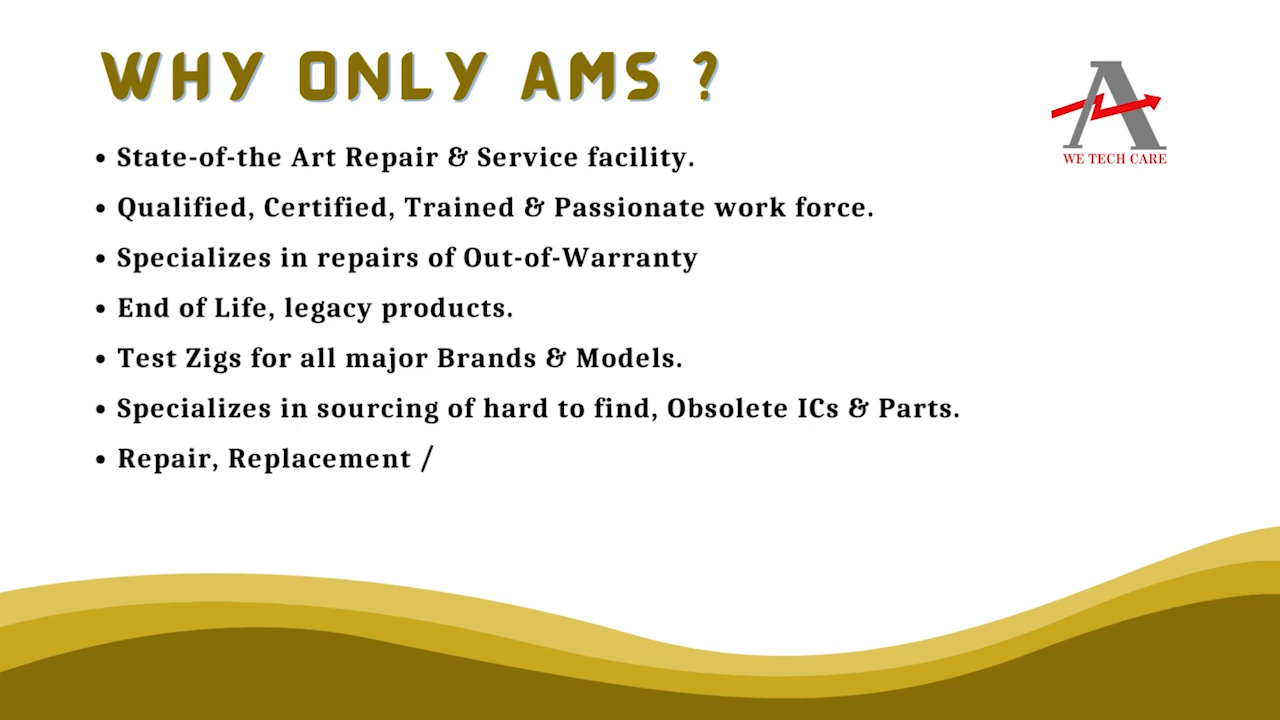 WHY ONLY AMS ?
WE TECH CARE
• State-of-the Art Repair & Service facility.
• Qualified, Certified, Trained & Passionate work force.
• Specializes in repairs of Out-of-Warranty
• End of Life, legacy products.
• Test Zigs for all major Brands & Models.
• Specializes in sourcing of hard to find, Obsolete ICs & Parts.
• Repair, Replacement /